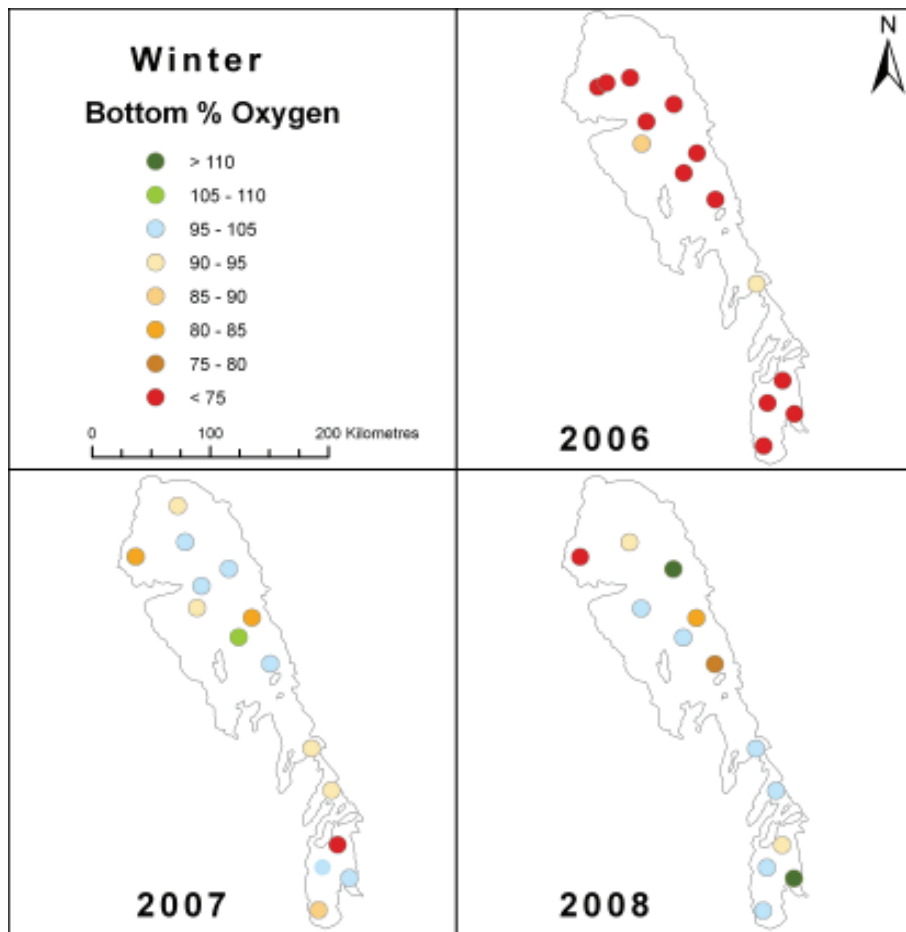 Winter
Bottom % Oxygen
> 110
105 - 110
95 - 105
90 - 95
85 - 90
80 - 85
75 - 80
< 75
0 100 200 Kilometres
N
2006
2007
2008